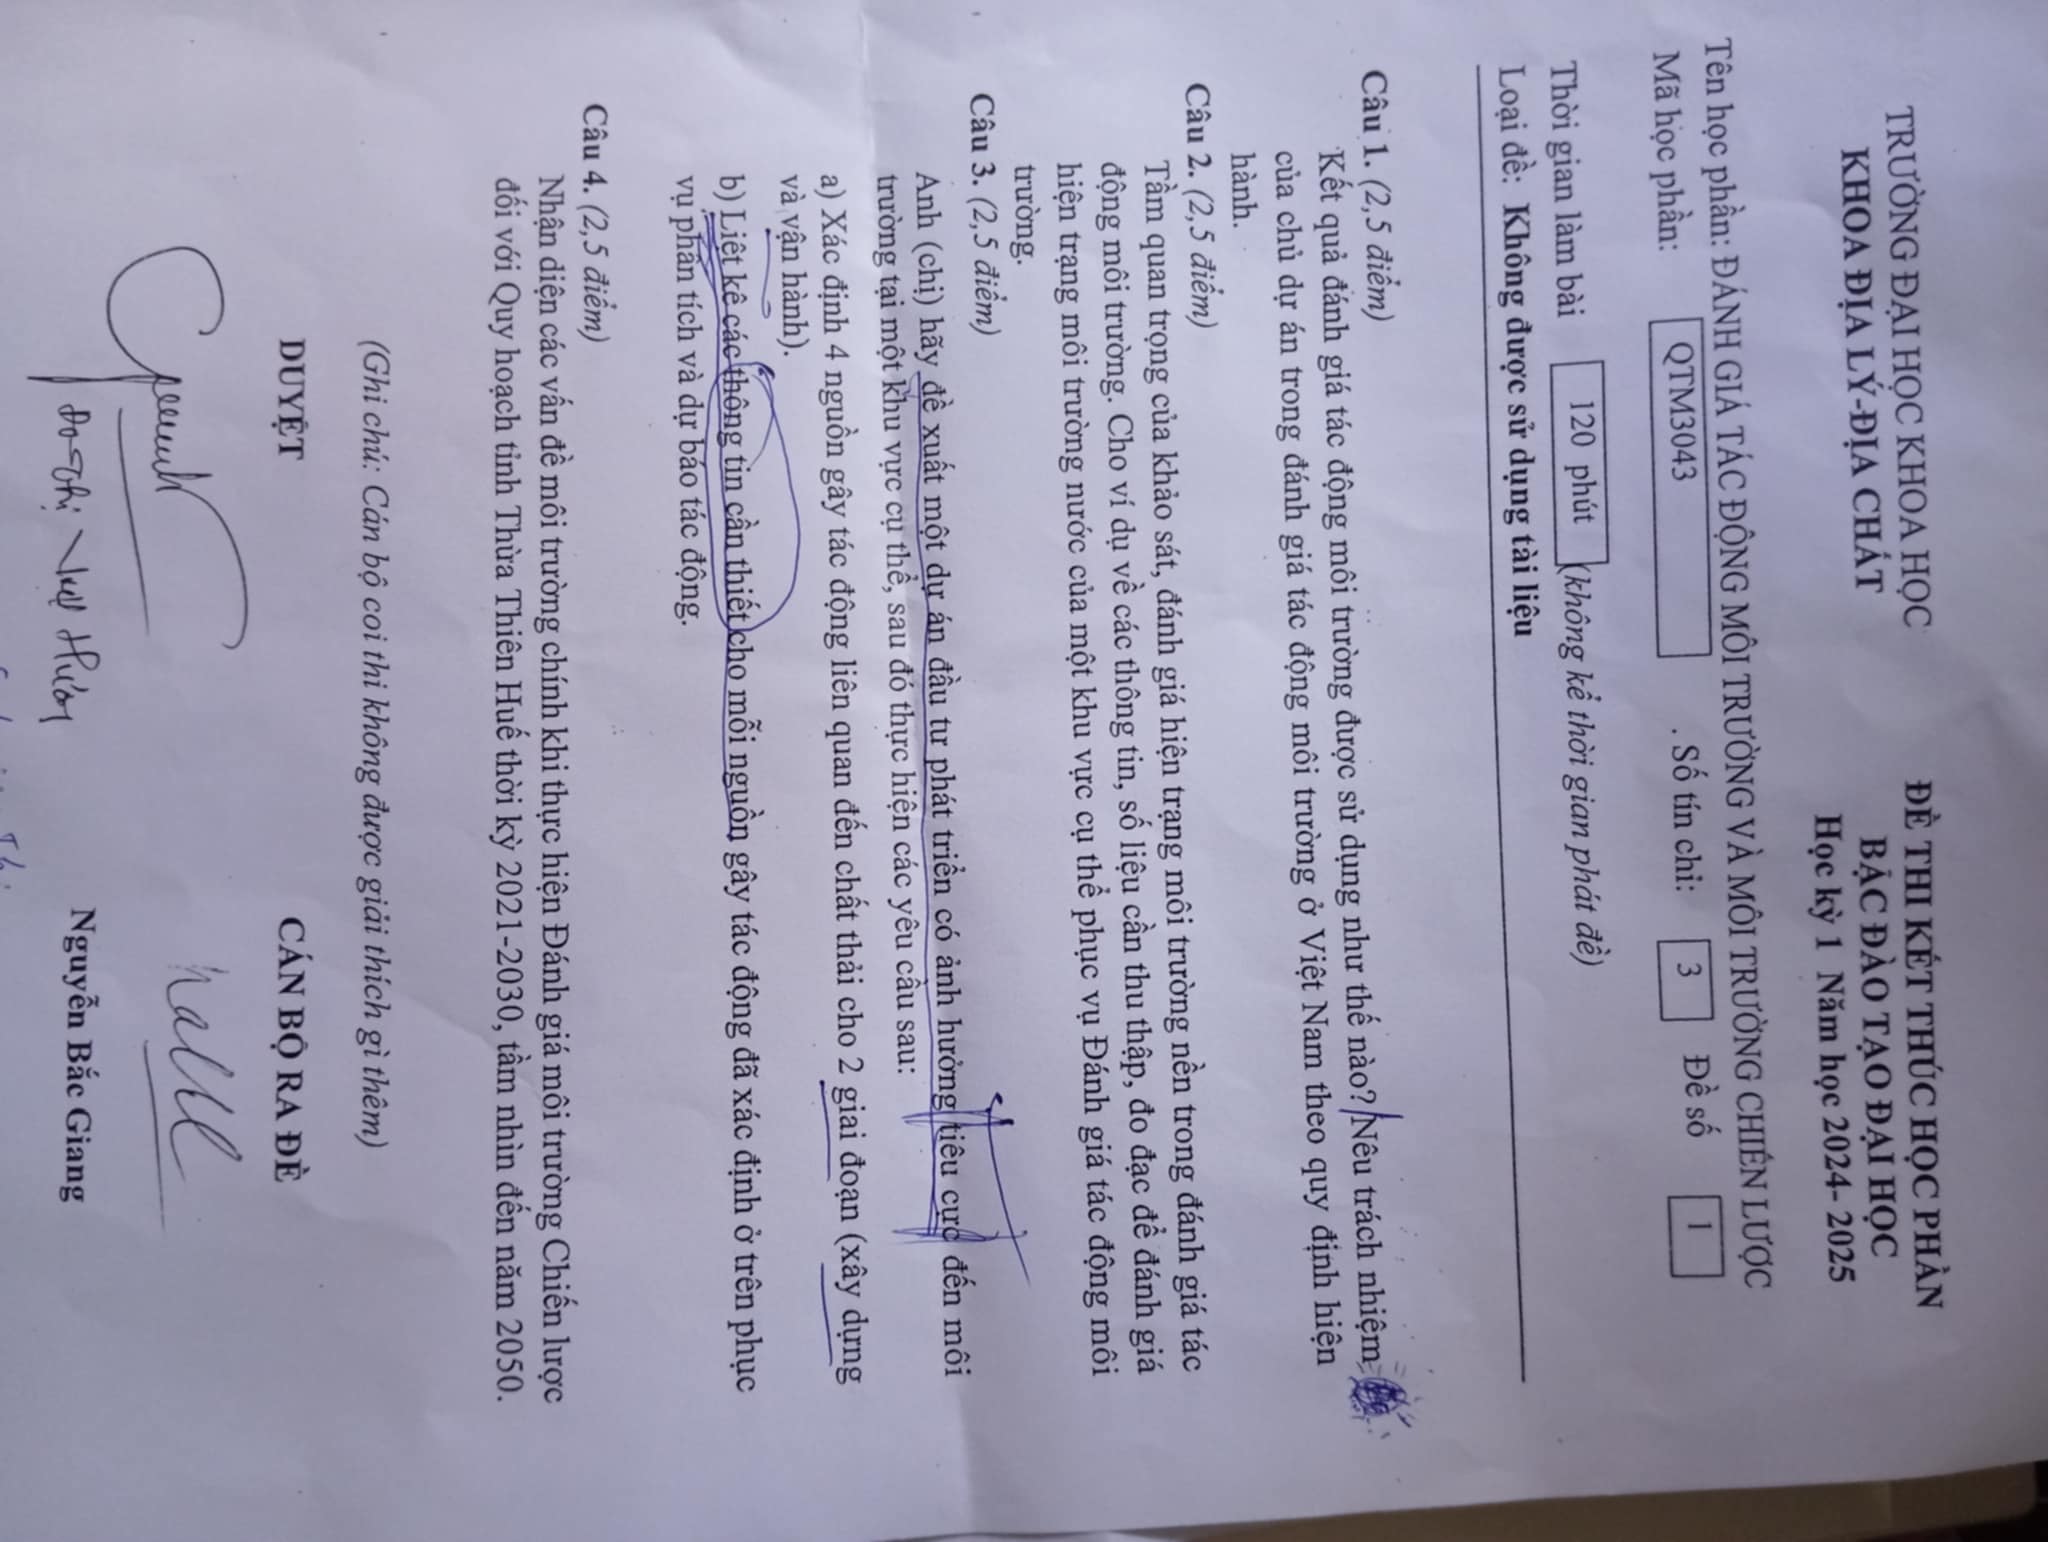 TRƯỜNG ĐẠI HỌC KHOA HỌC
KHOA ĐỊA LÝ-ĐỊA CHẤT
ĐỀ THI KẾT THÚC HỌC PHẦN
BẬC ĐÀO TẠO ĐẠI HỌC
Học kỳ 1 Năm học 2024- 2025
Tên học phần: ĐÁNH GIÁ TÁC ĐỘNG MÔI TRƯỜNG VÀ MÔI TRƯỜNG CHIẾN LƯỢC
Mã học phần: QTM3043 . Số tín chỉ: 3 Đề số 1
Thời gian làm bài 120 phút (không kể thời gian phát đề)
Loại đề: Không được sử dụng tài liệu
Câu 1. (2,5 điểm)
Kết quả đánh giá tác động môi trường được sử dụng như thế nào? Nêu trách nhiệm
của chủ dự án trong đánh giá tác động môi trường ở Việt Nam theo quy định hiện
hành.
Câu 2. (2,5 điểm)
Tầm quan trọng của khảo sát, đánh giá hiện trạng môi trường nền trong đánh giá tác
động môi trường. Cho ví dụ về các thông tin, số liệu cần thu thập, đo đạc để đánh giá
hiện trạng môi trường nước của một khu vực cụ thể phục vụ Đánh giá tác động môi
trường.
Câu 3. (2,5 điểm)
Anh (chị) hãy đề xuất một dự án đầu tư phát triển có ảnh hưởng tiêu cực đến môi
trường tại một khu vực cụ thể, sau đó thực hiện các yêu cầu sau:
a) Xác định 4 nguồn gây tác động liên quan đến chất thải cho 2 giai đoạn (xây dựng
và vận hành).
b) Liệt kê các thông tin cần thiết cho mỗi nguồn gây tác động đã xác định ở trên phục
vụ phân tích và dự báo tác động.
Câu 4. (2,5 điểm)
Nhận diện các vấn đề môi trường chính khi thực hiện Đánh giá môi trường Chiến lược
đối với Quy hoạch tỉnh Thừa Thiên Huế thời kỳ 2021-2030, tầm nhìn đến năm 2050.
(Ghi chú: Cán bộ coi thi không được giải thích gì thêm)
DUYỆT
CÁN BỘ RA ĐỀ
Đỗ Thị Việt Hương
Nguyễn Bắc Giang